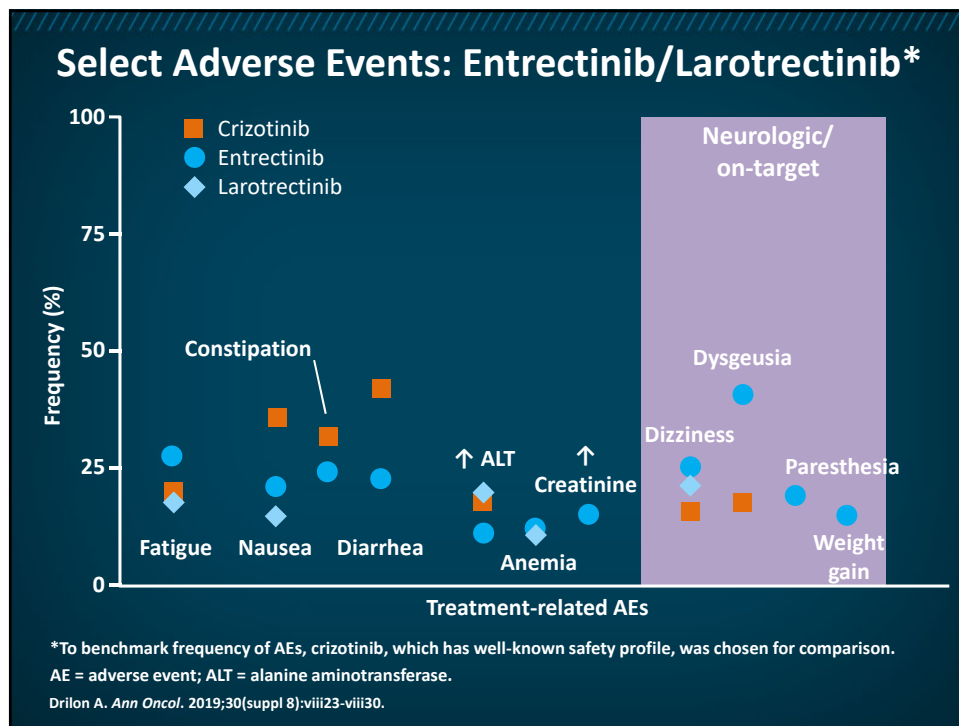 Select Adverse Events: Entrectinib/Larotrectinib*
100
75
50
25
0
Frequency (%)
Crizotinib
Entrectinib
Larotrectinib
Neurologic/
on-target
Constipation
Dysgeusia
Dizziness
↑ ALT
↑
Creatinine
Paresthesia
Fatigue
Nausea
Diarrhea
Anemia
Weight
gain
Treatment-related AEs
*To benchmark frequency of AEs, crizotinib, which has well-known safety profile, was chosen for comparison.
AE = adverse event; ALT = alanine aminotransferase.
Drilon A. Ann Oncol. 2019;30(suppl 8):viii23-viii30.